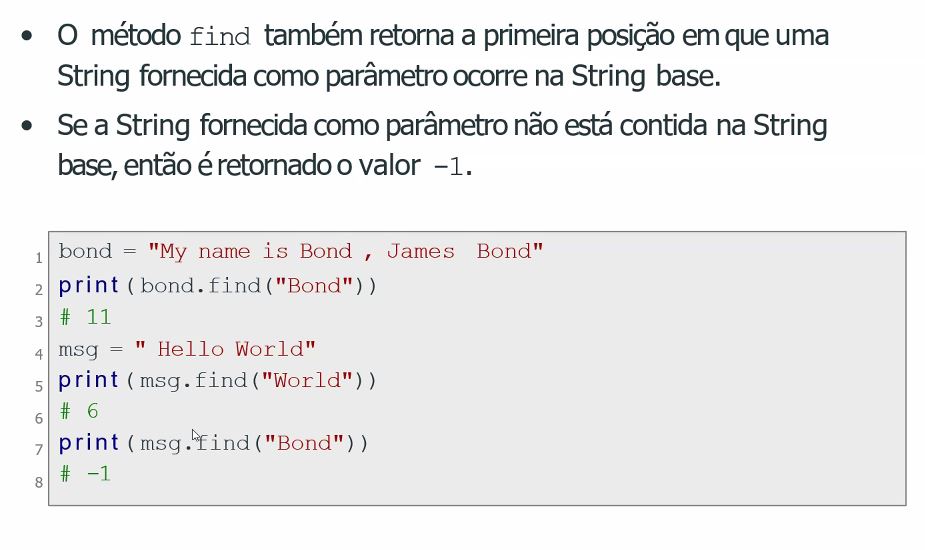 • O método find também retorna a primeira posição em que uma
String fornecida como parâmetro ocorre na String base.
• Se a String fornecida como parâmetro não está contida na String
base, então é retornado o valor -1.
1 bond = "My name is Bond , James  Bond"
2 print(bond.find("Bond"))
3 # 11
4 msg = " Hello World"
5 print(msg.find("World"))
6 # 6
7 print(msg.find("Bond"))
8 # -1